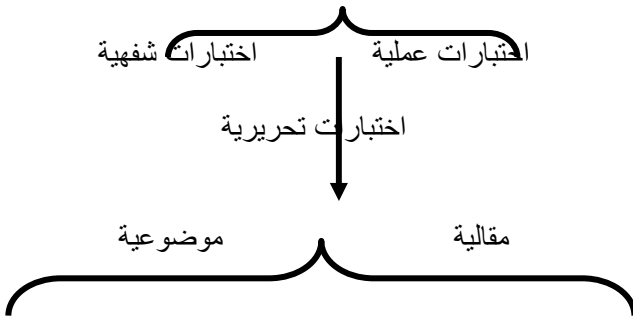 اختبارات عملية اختبارات شفهية
اختبارات تحريرية
مقالية موضوعية